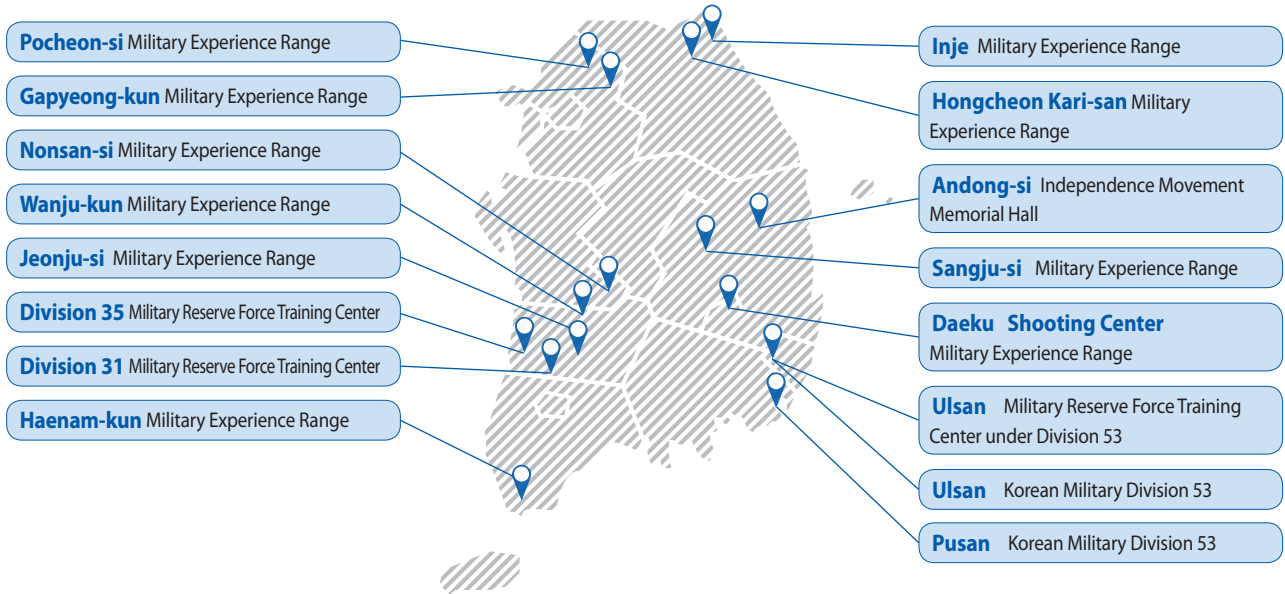 Pocheon-si Military Experience Range
Gapyeong-kun Military Experience Range
Nonsan-si Military Experience Range
Wanju-kun Military Experience Range
Jeonju-si Military Experience Range
Division 35 Military Reserve Force Training Center
Division 31 Military Reserve Force Training Center
Haenam-kun Military Experience Range
Inje Military Experience Range
Hongcheon Kari-san Military
Experience Range
Andong-si Independence Movement
Memorial Hall
Sangju-si Military Experience Range
Daeku Shooting Center
Military Experience Range
Ulsan Military Reserve Force Training
Center under Division 53
Ulsan Korean Military Division 53
Pusan Korean Military Division 53